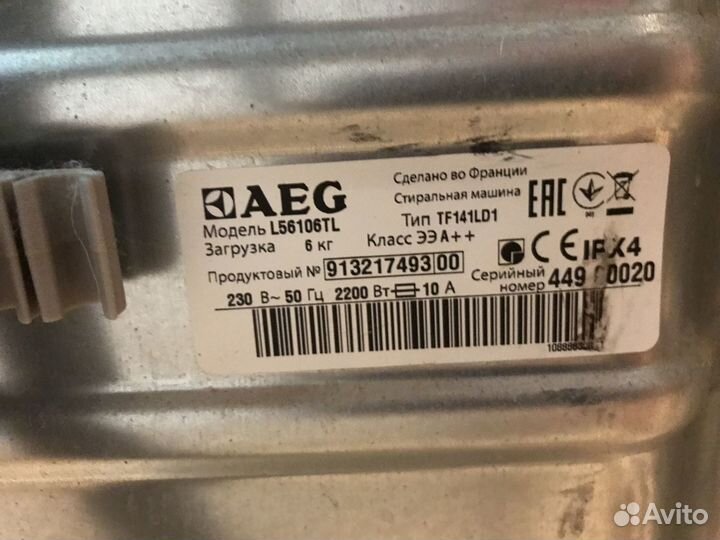 AEG
Сделано во Франции
Стиральная машина
Модель L56106TL
Тип TF141LD1
EAC
Загрузка 6 кг
Класс ЭЭ A++
CE IPX4
Продуктовый № 913217493 00
Серийный номер
230 В~ 50 Гц 2200 Вт 10 А
Avito